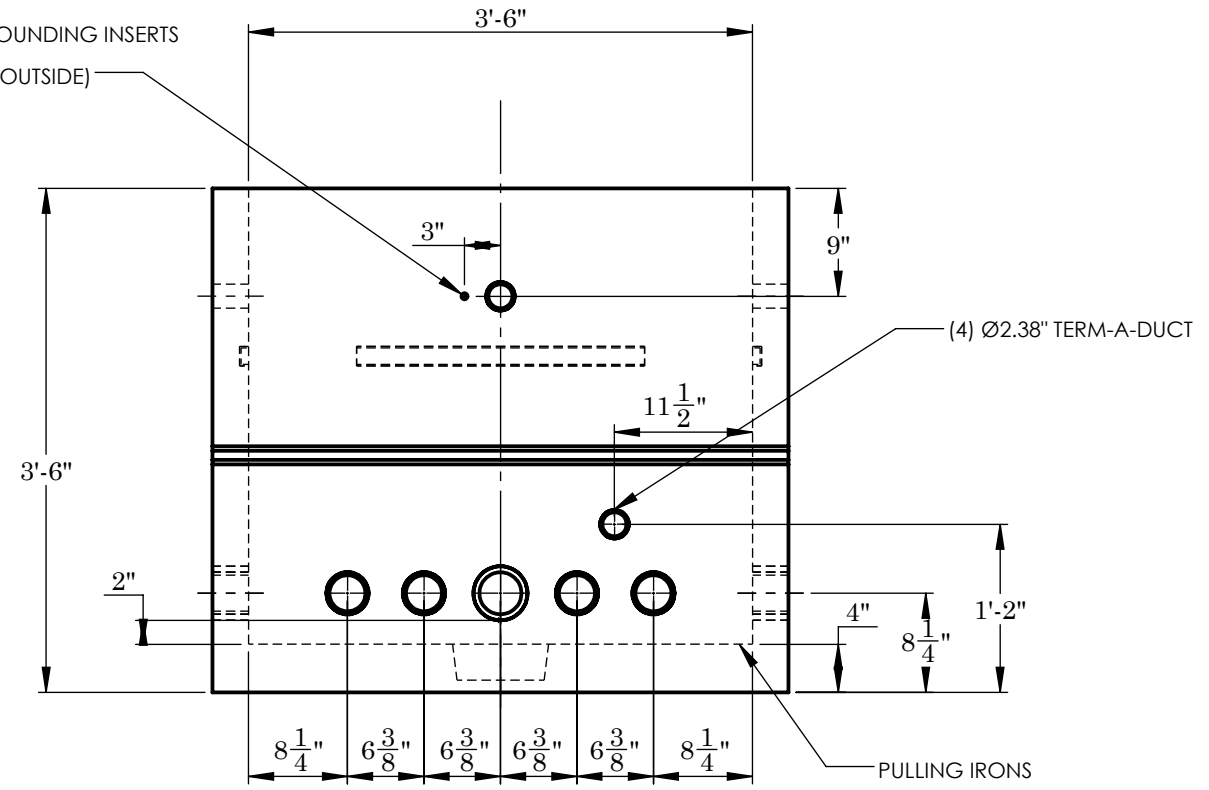 3'-6"
OUNDING INSERTS
OUTSIDE)
3"
9"
(4) Ø2.38" TERM-A-DUCT
11 1/2"
3'-6"
2"
4"
8 1/4"
1'-2"
8 1/4" 6 3/8" 6 3/8" 6 3/8" 6 3/8" 8 1/4"
PULLING IRONS